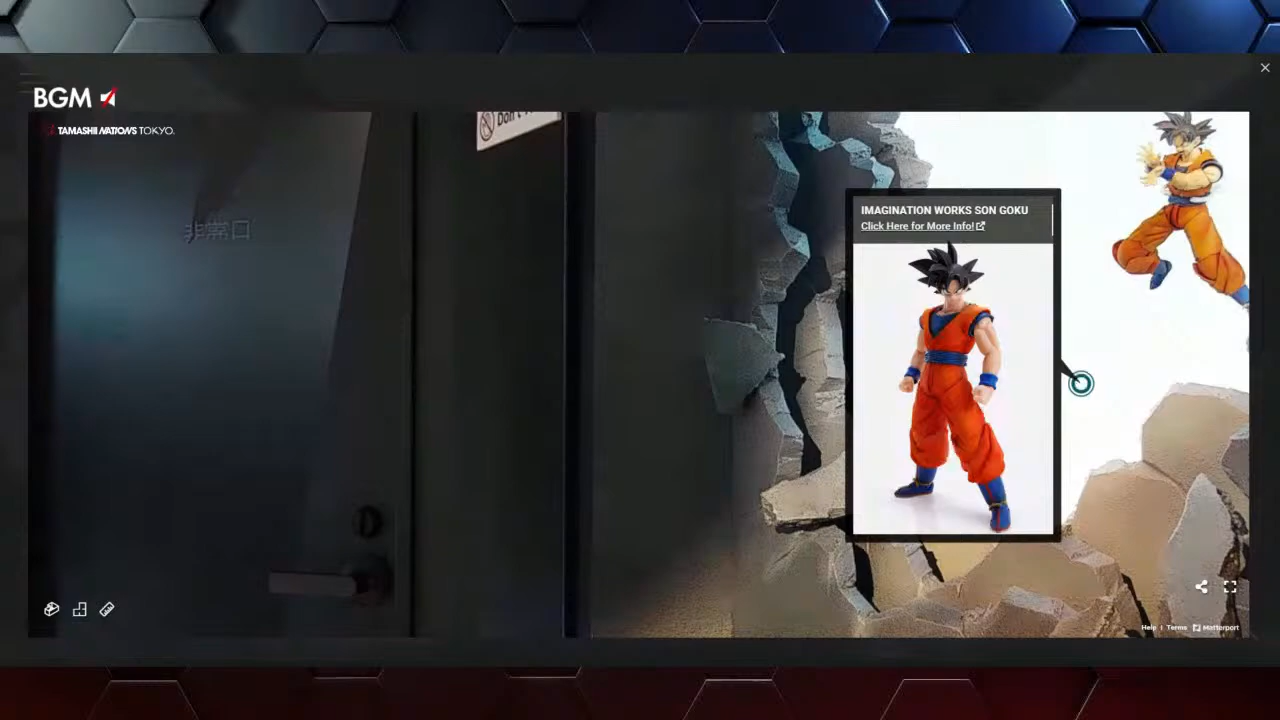 BGM
TAMASHII NATIONS TOKYO.
Don't
非常口
IMAGINATION WORKS SON GOKU
Click Here for More Info!
Help | Terms Matterport